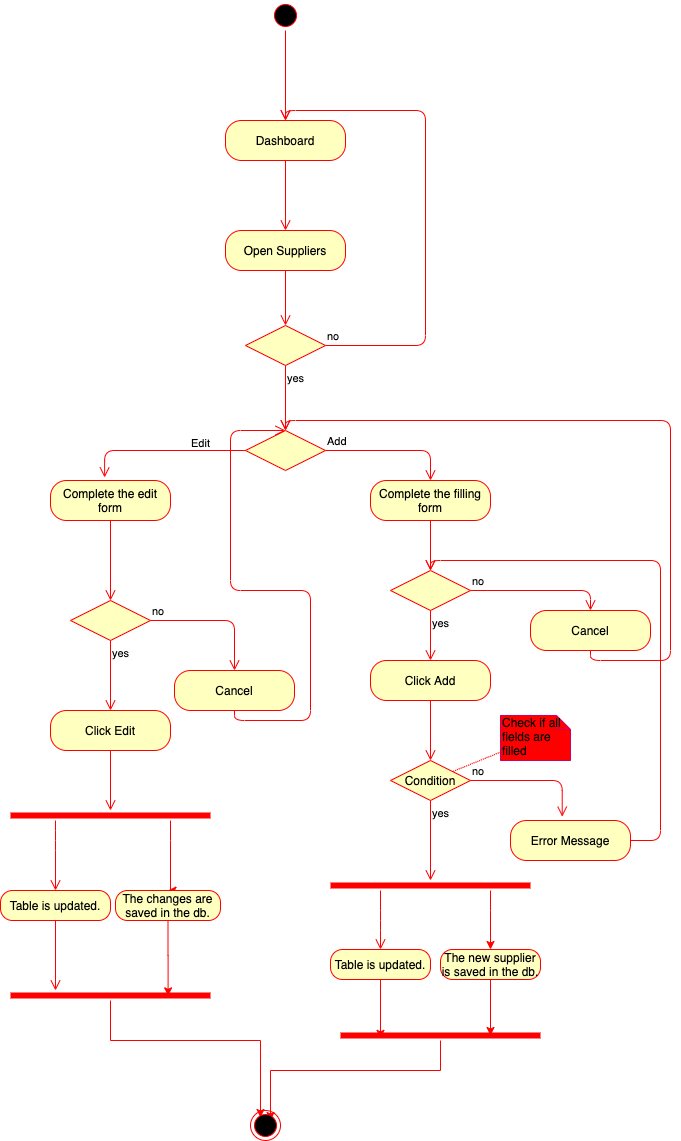 Dashboard
Open Suppliers
no
yes
Edit
Add
Complete the edit
form
Complete the filling
form
no
no
yes
Cancel
yes
Cancel
Click Add
Click Edit
Check if all
fields are
filled
Condition
no
yes
Error Message
Table is updated.
The changes are
saved in the db.
Table is updated.
The new supplier
is saved in the db.